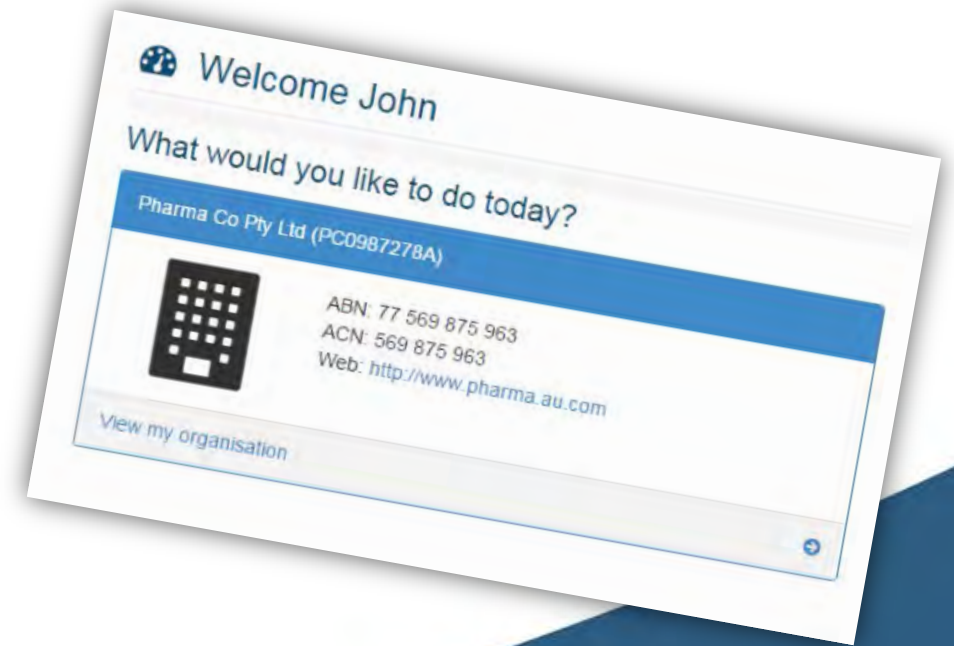 Welcome John
What would you like to do today?
Pharma Co Pty Ltd (PC0987278A)
ABN: 77 569 875 963
ACN: 569 875 963
Web: http://www.pharma.au.com
View my organisation